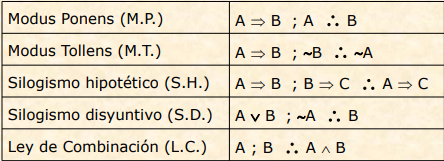 Modus Ponens (M.P.) A ⇒ B ; A ∴ B
Modus Tollens (M.T.) A ⇒ B ; ~B ∴ ~A
Silogismo hipotético (S.H.) A ⇒ B ; B ⇒ C ∴ A ⇒ C
Silogismo disyuntivo (S.D.) A ∨ B ; ~A ∴ B
Ley de Combinación (L.C.) A ; B ∴ A ∧ B